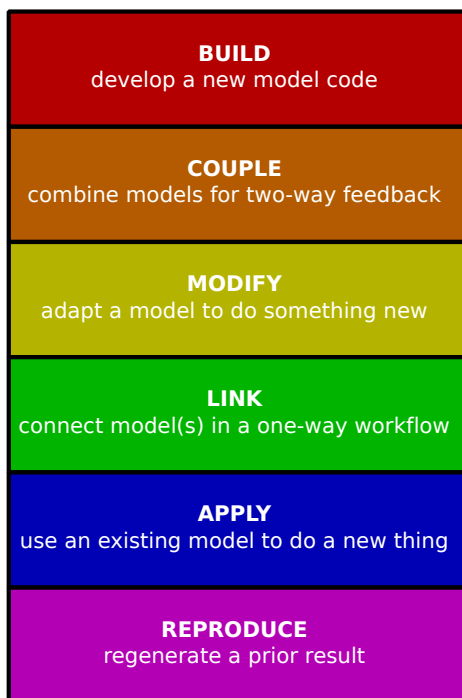 BUILD
develop a new model code
COUPLE
combine models for two-way feedback
MODIFY
adapt a model to do something new
LINK
connect model(s) in a one-way workflow
APPLY
use an existing model to do a new thing
REPRODUCE
regenerate a prior result